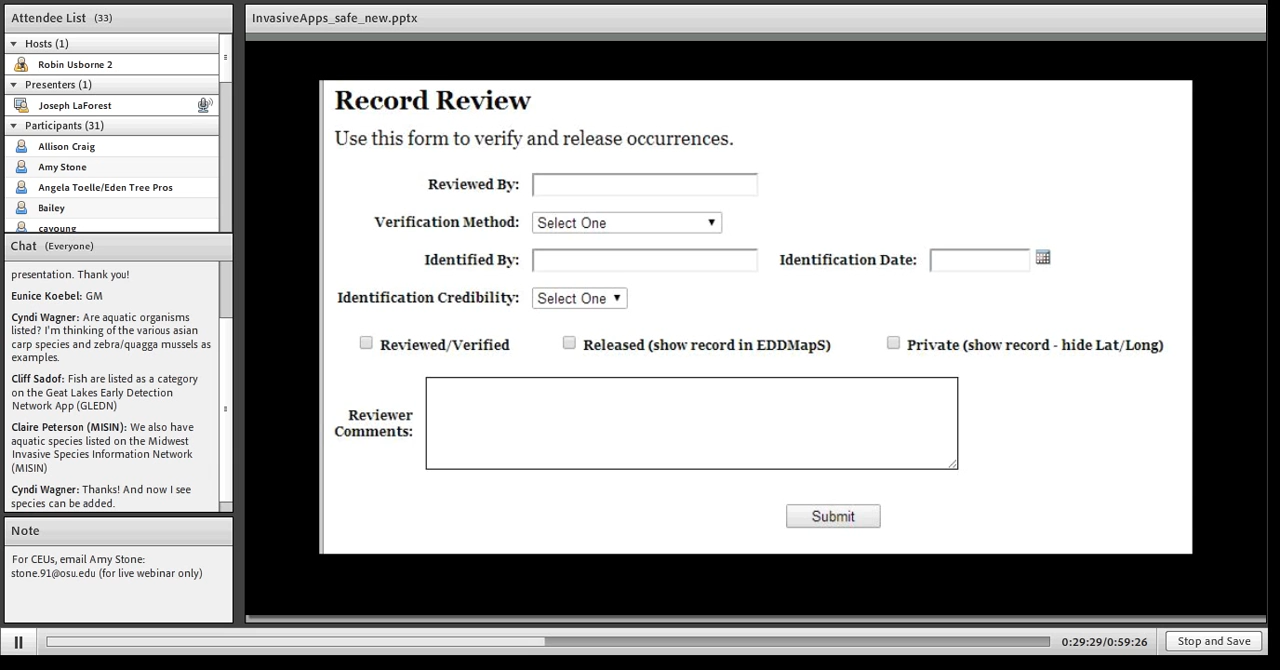 Attendee List (33)
Hosts (1)
Robin Usborne 2
Presenters (1)
Joseph LaForest
Participants (31)
Allison Craig
Amy Stone
Angela Toelle/Eden Tree Pros
Bailey
cayoung
Chat (Everyone)
presentation. Thank you!
Eunice Koebel: GM
Cyndi Wagner: Are aquatic organisms
listed? I'm thinking of the various asian
carp species and zebra/quagga mussels as
examples.
Cliff Sadof: Fish are listed as a category
on the Geat Lakes Early Detection
Network App (GLEDN)
Claire Peterson (MISIN): We also have
aquatic species listed on the Midwest
Invasive Species Information Network
(MISIN)
Cyndi Wagner: Thanks! And now I see
species can be added.
Note
For CEUs, email Amy Stone:
stone.91@osu.edu (for live webinar only)
InvasiveApps_safe_new.pptx
Record Review
Use this form to verify and release occurrences.
Reviewed By:
Verification Method: Select One
Identified By: Identification Date:
Identification Credibility: Select One
Reviewed/Verified Released (show record in EDDMapS) Private (show record - hide Lat/Long)
Reviewer
Comments:
Submit
0:29:29/0:59:26 Stop and Save